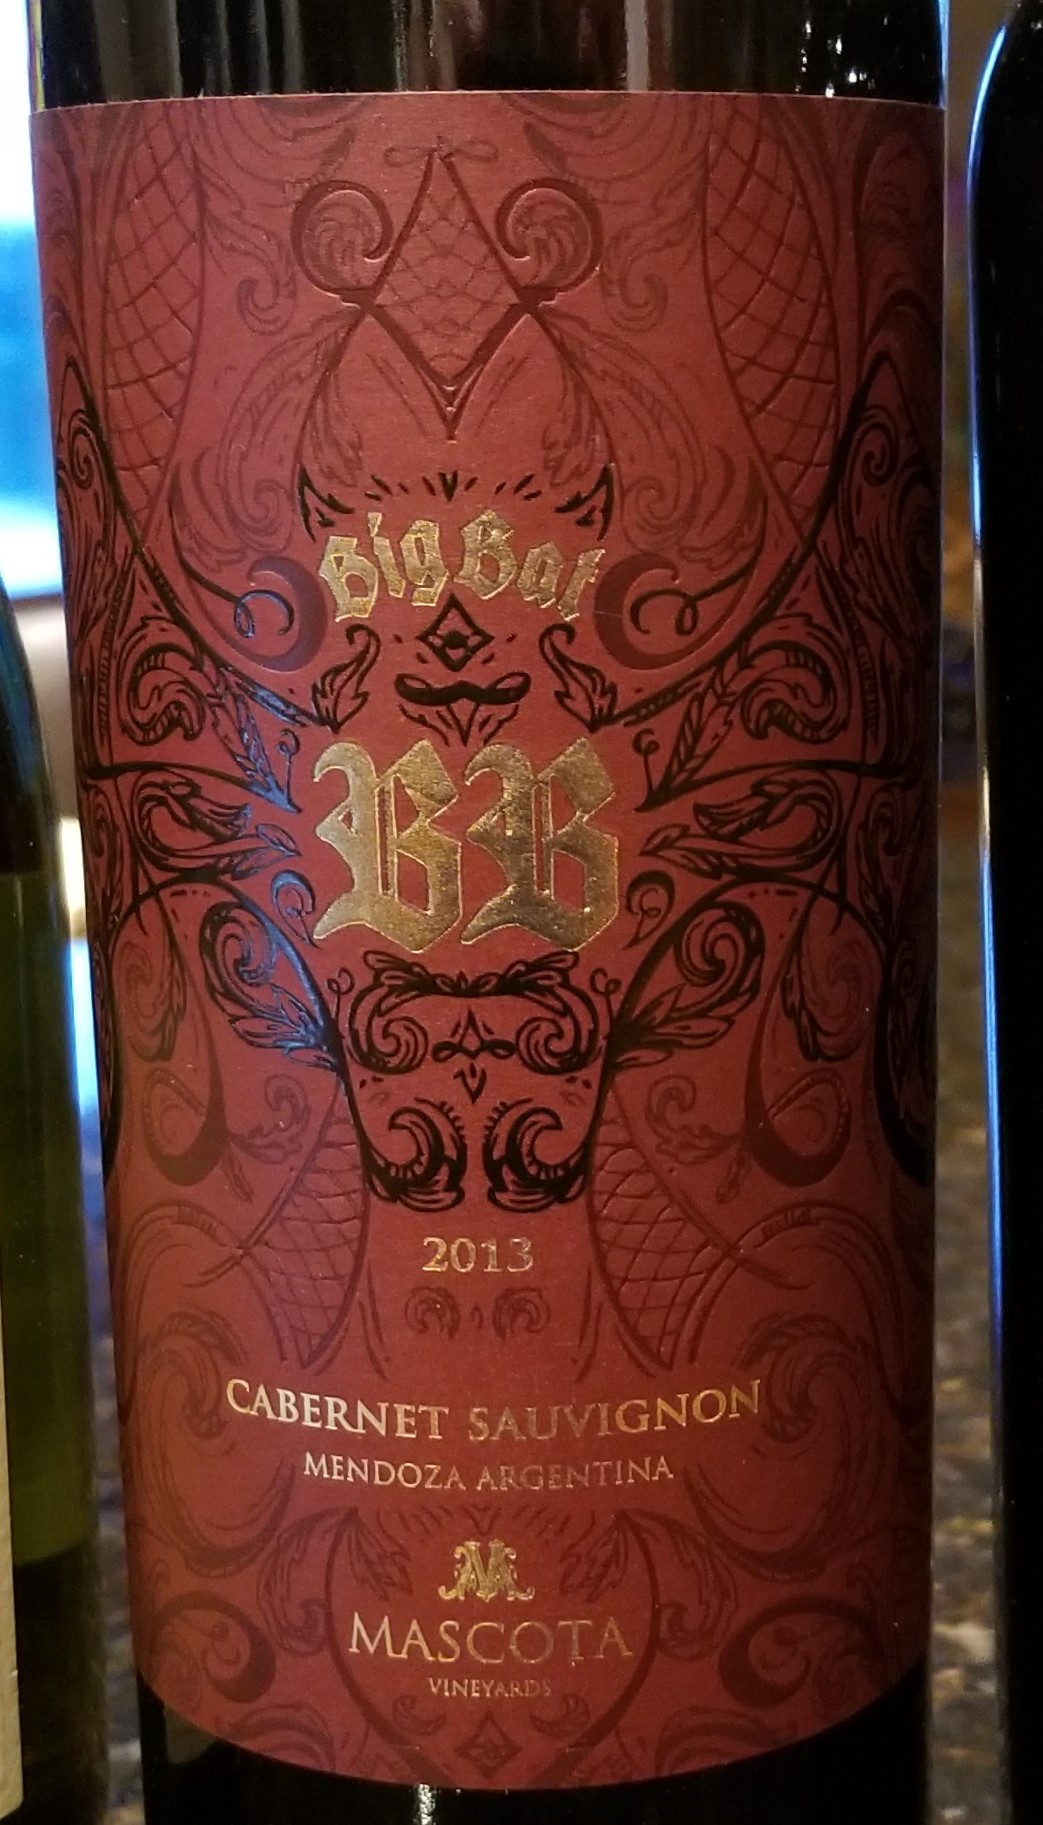 Big Bat
BB
2013
CABERNET SAUVIGNON
MENDOZA ARGENTINA
M
MASCOTA
VINEYARDS